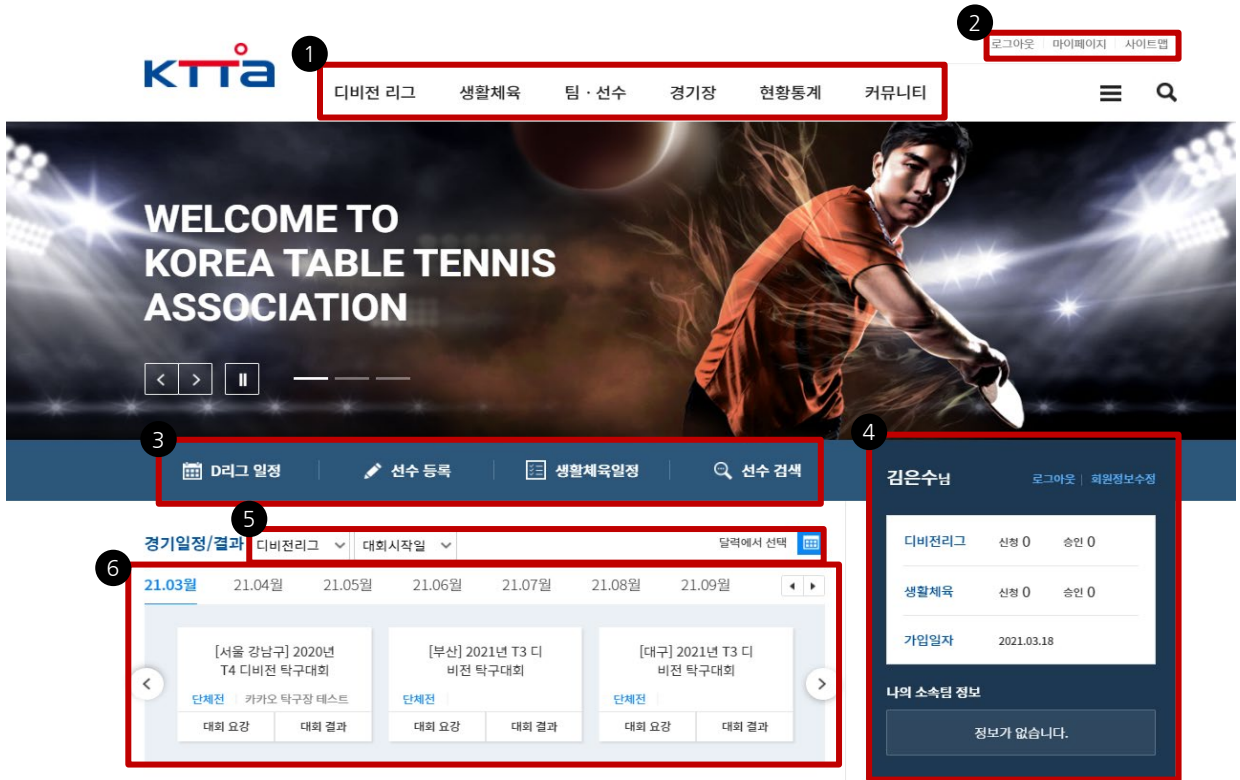 2
로그아웃 마이페이지 사이트맵
KTTA
1
디비전 리그 생활체육 팀 · 선수 경기장 현황통계 커뮤니티
WELCOME TO
KOREA TABLE TENNIS
ASSOCIATION
3
D리그 일정 선수 등록 생활체육일정 선수 검색
4
김은수님 로그아웃 회원정보수정
디비전리그 신청 0 승인 0
생활체육 신청 0 승인 0
가입일자 2021.03.18
나의 소속팀 정보
정보가 없습니다.
5
경기일정/결과 디비전리그 대회시작일 달력에서 선택
6
21.03월 21.04월 21.05월 21.06월 21.07월 21.08월 21.09월
[서울 강남구] 2020년
T4 디비전 탁구대회
단체전 카카오 탁구장 테스트
대회 요강 대회 결과
[부산] 2021년 T3 디
비전 탁구대회
단체전
대회 요강 대회 결과
[대구] 2021년 T3 디
비전 탁구대회
단체전
대회 요강 대회 결과